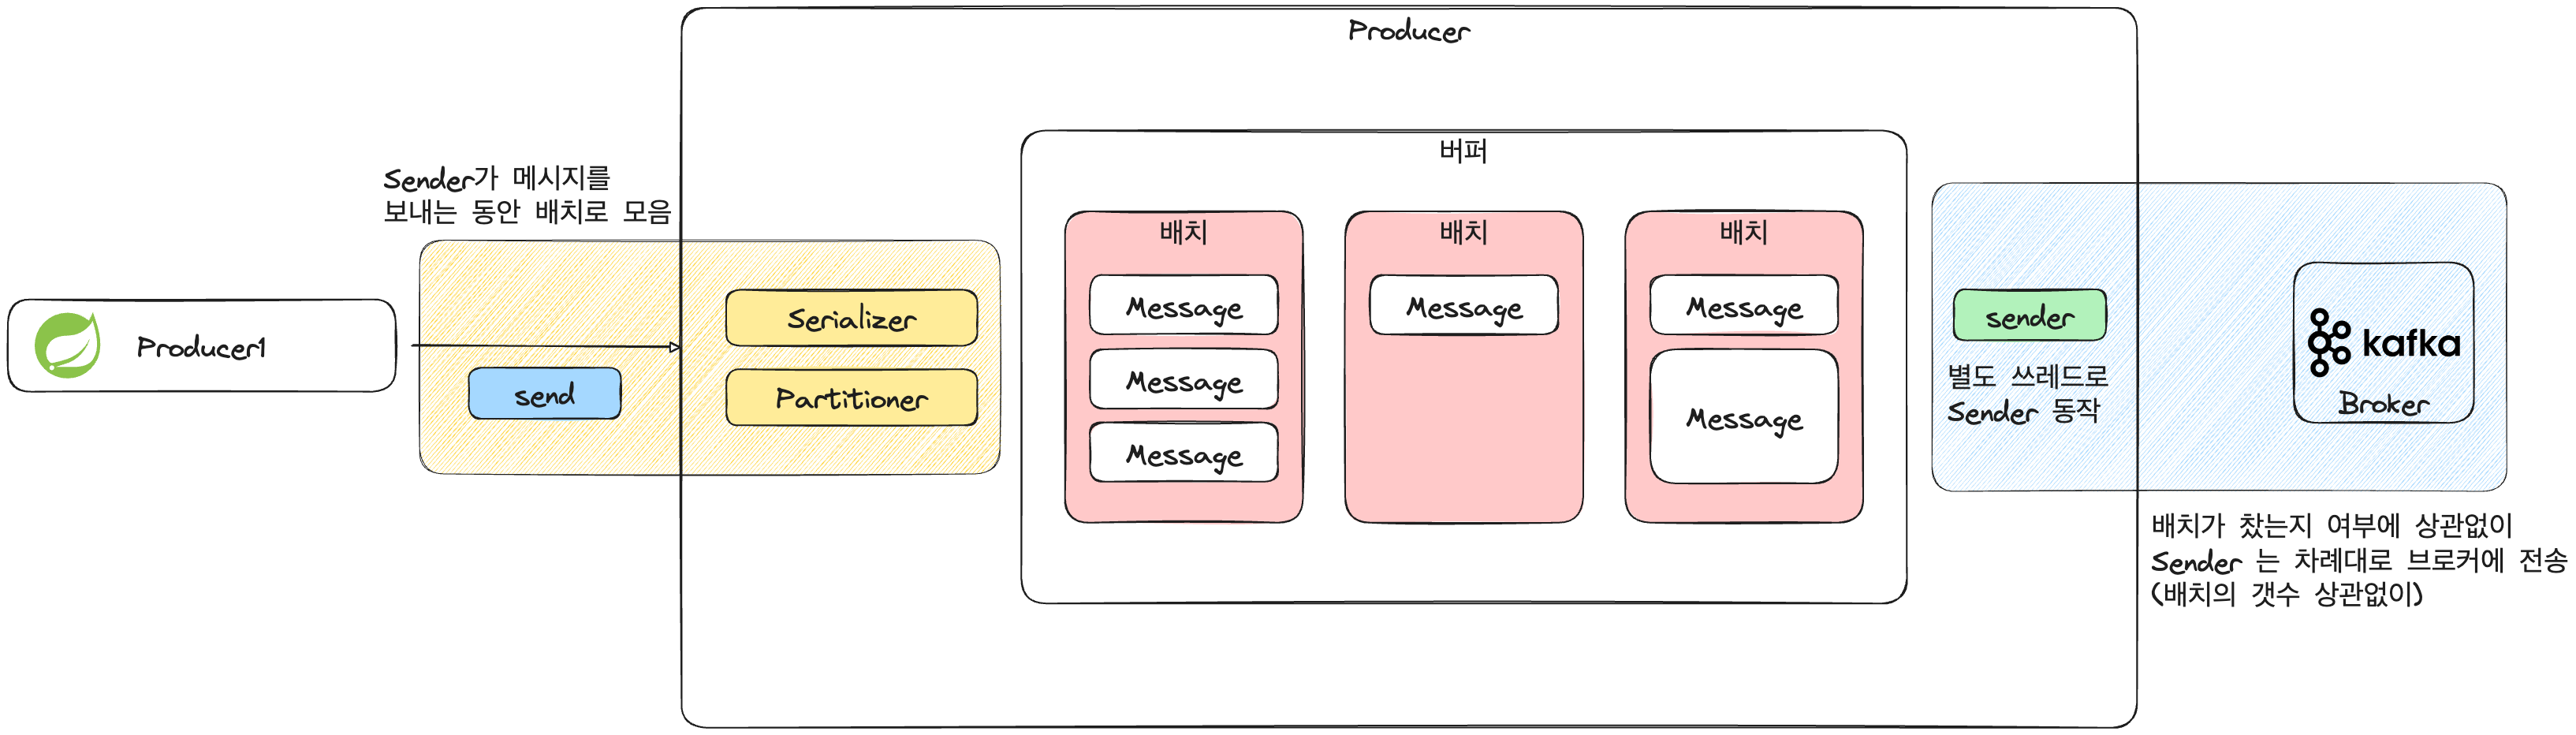 Producer
버퍼
Sender가 메시지를
보내는 동안 배치로 모음
Producer1
send
Serializer
Partitioner
배치
Message
Message
Message
배치
Message
배치
Message
Message
sender
별도 쓰레드로
Sender 동작
kafka
Broker
배치가 찼는지 여부에 상관없이
Sender 는 차례대로 브로커에 전송
(배치의 갯수 상관없이)